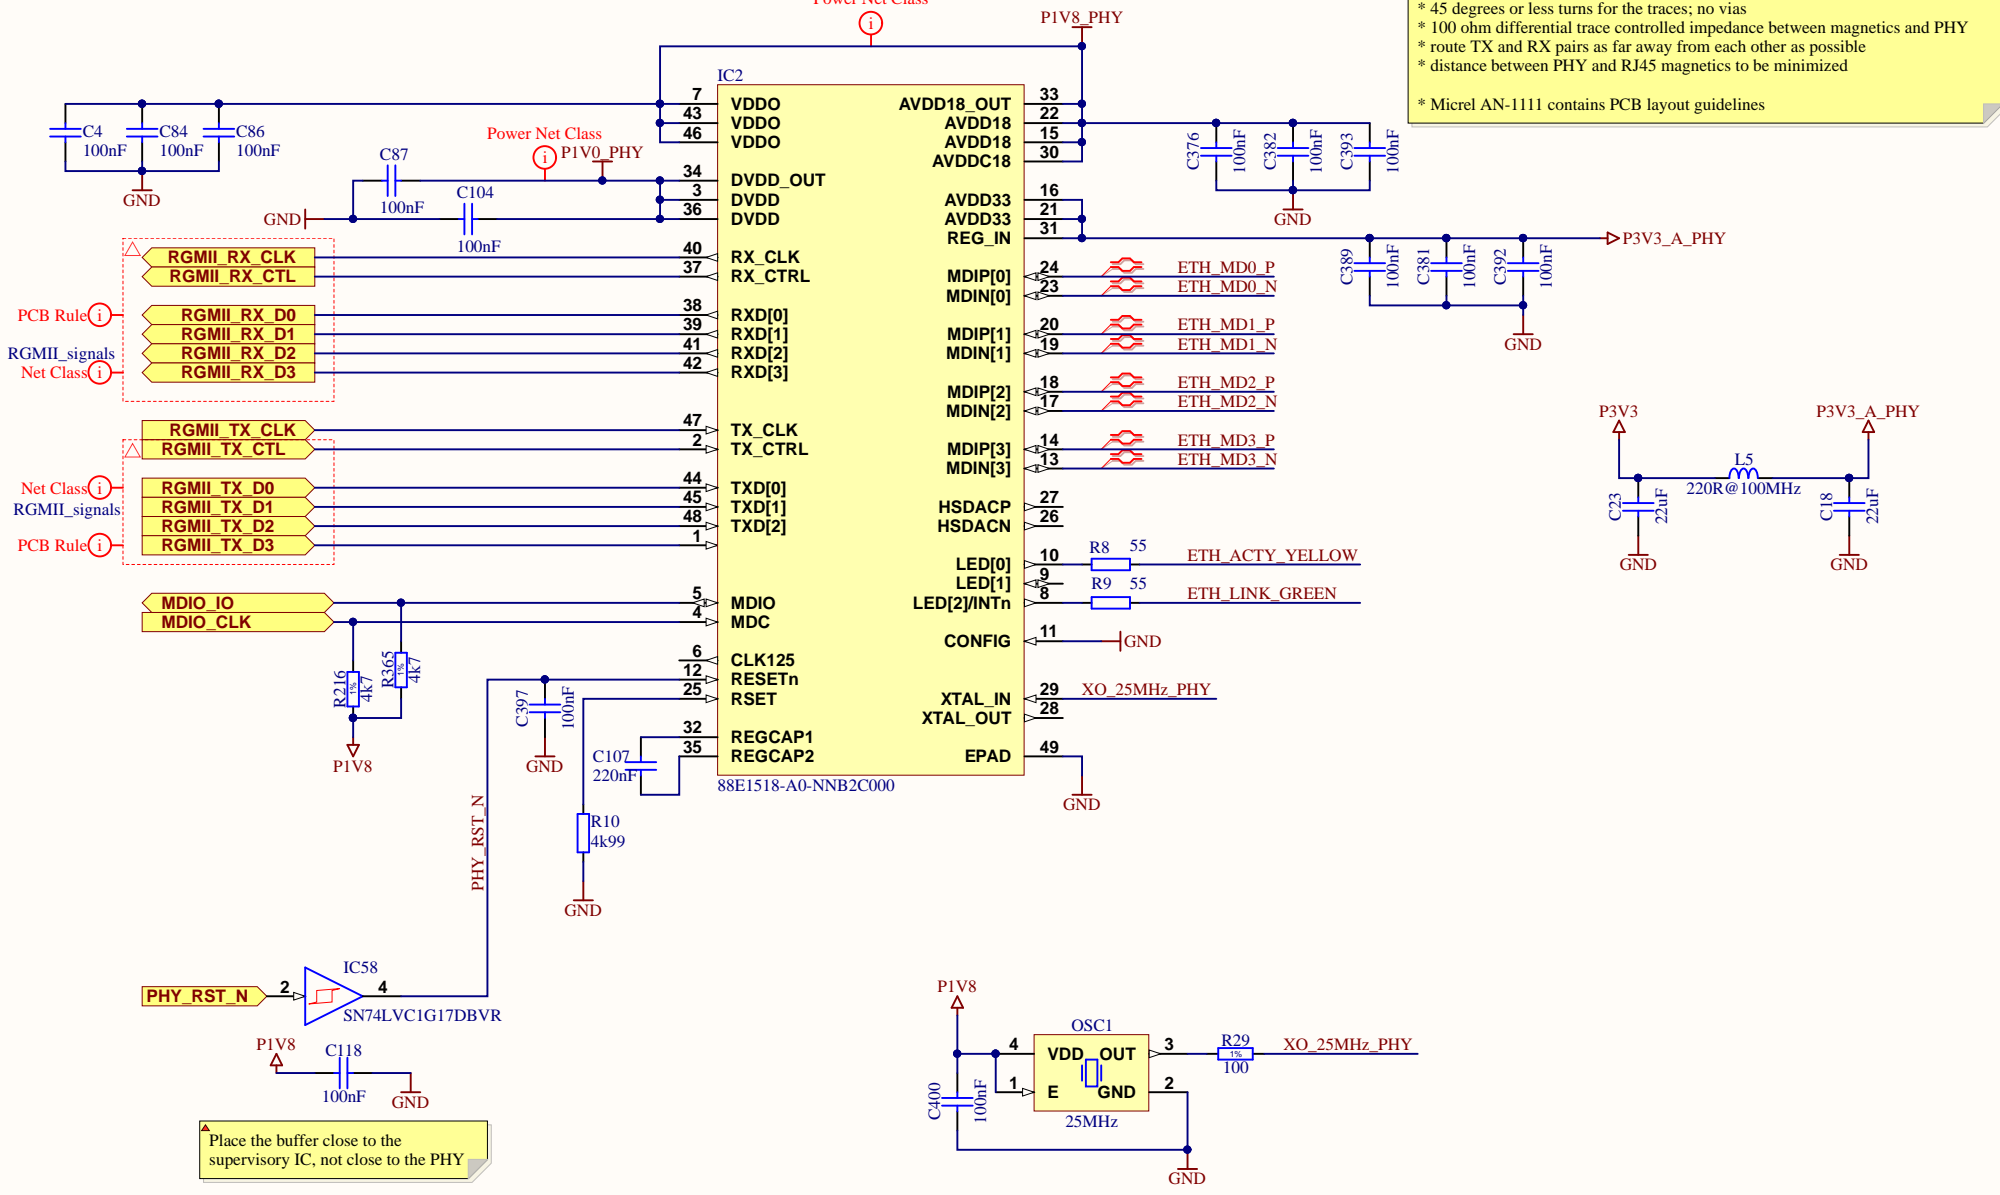 Power Net Class
P1V8_PHY
* 45 degrees or less turns for the traces; no vias
* 100 ohm differential trace controlled impedance between magnetics and PHY
* route TX and RX pairs as far away from each other as possible
* distance between PHY and RJ45 magnetics to be minimized
* Micrel AN-1111 contains PCB layout guidelines
IC2
C4
100nF
C84
100nF
C86
100nF
GND
Power Net Class
P1V0_PHY
C87
100nF
C104
100nF
GND
7 VDDO
43 VDDO
46 VDDO
34 DVDD_OUT
3 DVDD
36 DVDD
40 RX_CLK
37 RX_CTRL
38 RXD[0]
39 RXD[1]
41 RXD[2]
42 RXD[3]
47 TX_CLK
2 TX_CTRL
44 TXD[0]
45 TXD[1]
48 TXD[2]
1
5 MDIO
4 MDC
6 CLK125
12 RESETn
25 RSET
32 REGCAP1
35 REGCAP2
AVDD18_OUT 33
AVDD18 22
AVDD18 15
AVDDC18 30
AVDD33 16
AVDD33 21
REG_IN 31
MDIP[0] 24
MDIN[0] 23
MDIP[1] 20
MDIN[1] 19
MDIP[2] 18
MDIN[2] 17
MDIP[3] 14
MDIN[3] 13
HSDACP 27
HSDACN 26
LED[0] 10
LED[1] 9
LED[2]/INTn 8
CONFIG 11
XTAL_IN 29
XTAL_OUT 28
EPAD 49
88E1518-A0-NNB2C000
RGMII_RX_CLK
RGMII_RX_CTL
RGMII_RX_D0
RGMII_RX_D1
RGMII_RX_D2
RGMII_RX_D3
PCB Rule
RGMII_signals
Net Class
RGMII_TX_CLK
RGMII_TX_CTL
RGMII_TX_D0
RGMII_TX_D1
RGMII_TX_D2
RGMII_TX_D3
Net Class
RGMII_signals
PCB Rule
MDIO_IO
MDIO_CLK
R216
1%
4k7
R365
1%
4k7
P1V8
C397
100nF
GND
C107
220nF
R10
4k99
GND
PHY_RST_N
C376
100nF
C382
100nF
C393
100nF
GND
P3V3_A_PHY
C389
100nF
C381
100nF
C392
100nF
GND
ETH_MD0_P
ETH_MD0_N
ETH_MD1_P
ETH_MD1_N
ETH_MD2_P
ETH_MD2_N
ETH_MD3_P
ETH_MD3_N
R8 55 ETH_ACTY_YELLOW
R9 55 ETH_LINK_GREEN
GND
XO_25MHz_PHY
GND
P3V3
P3V3_A_PHY
L5
220R@100MHz
C23
22uF
C18
22uF
GND
GND
PHY_RST_N
2
IC58
4
SN74LVC1G17DBVR
P1V8
C118
100nF
GND
Place the buffer close to the
supervisory IC, not close to the PHY
P1V8
OSC1
4 VDD OUT 3
1 E GND 2
25MHz
C400
100nF
R29
1%
100
XO_25MHz_PHY
GND